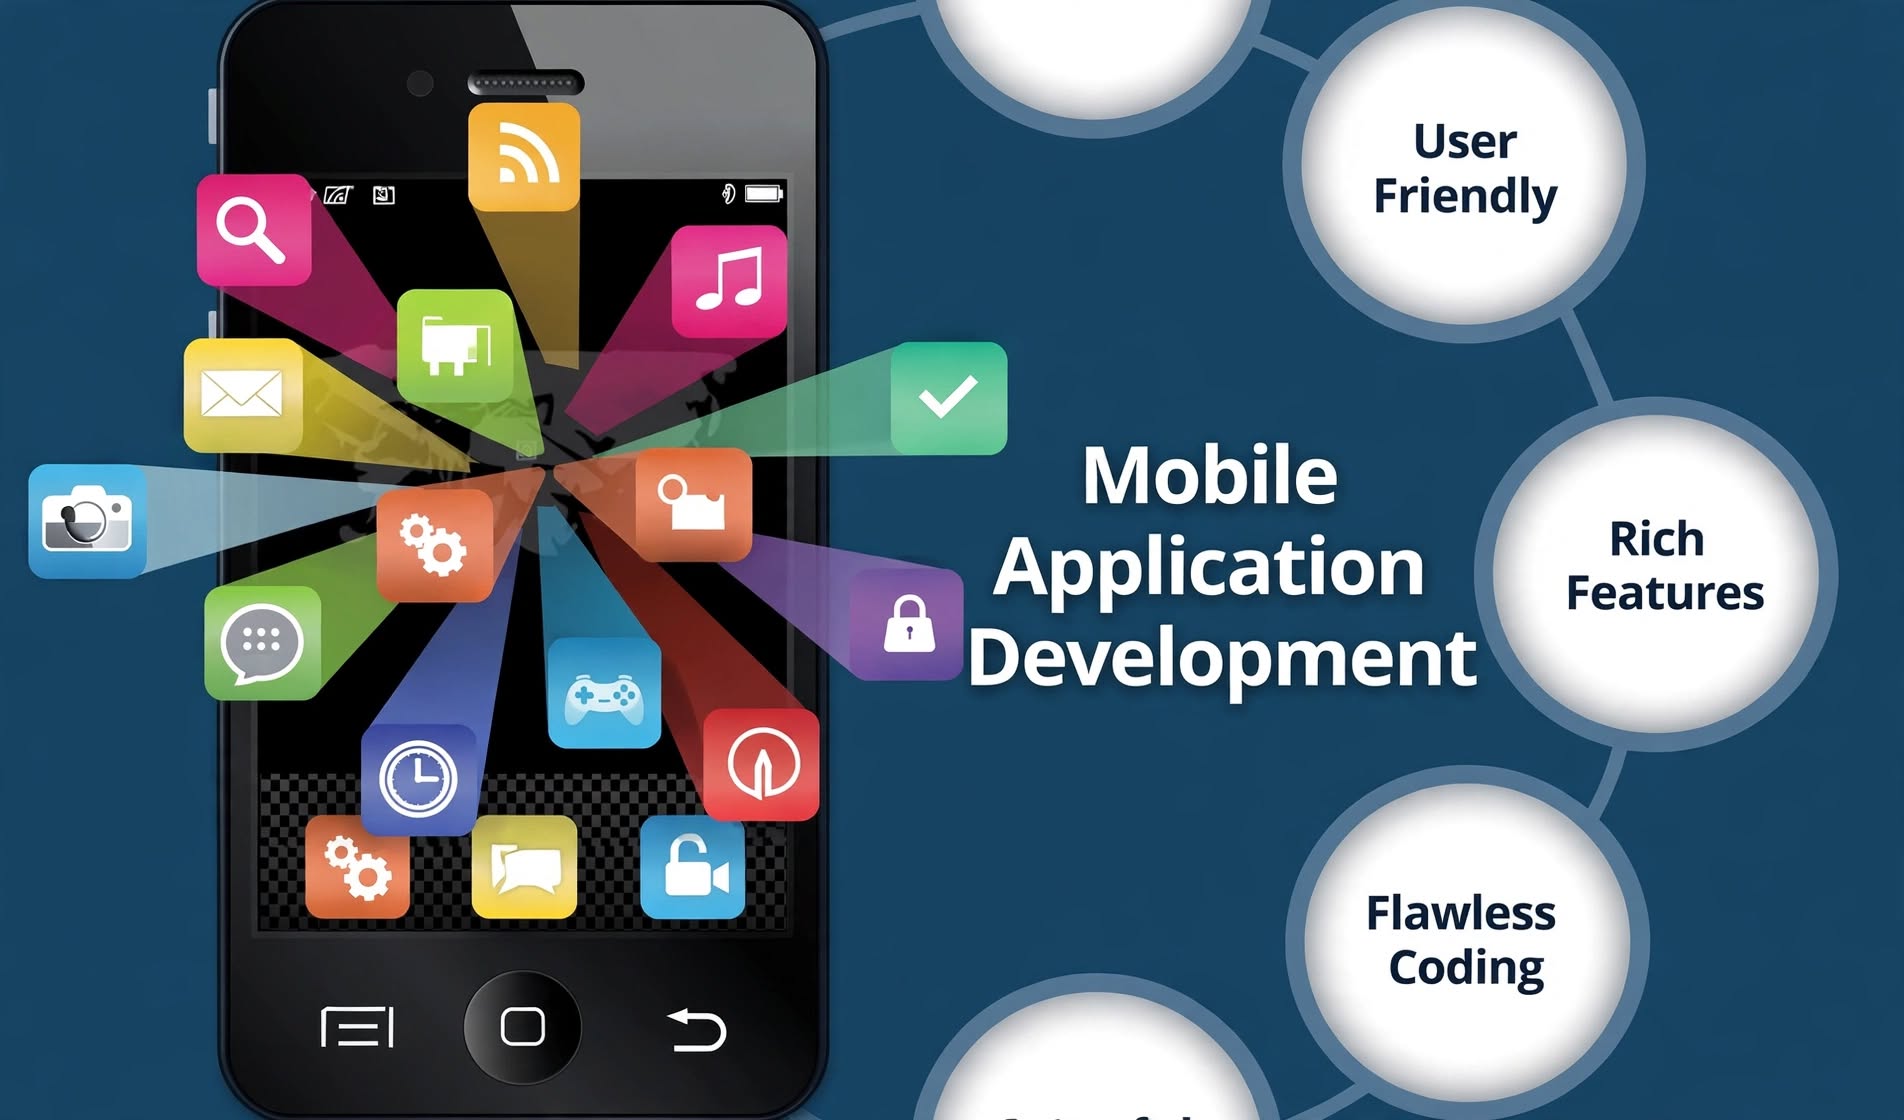 User
Friendly
Mobile
Application
Development
Rich
Features
Flawless
Coding